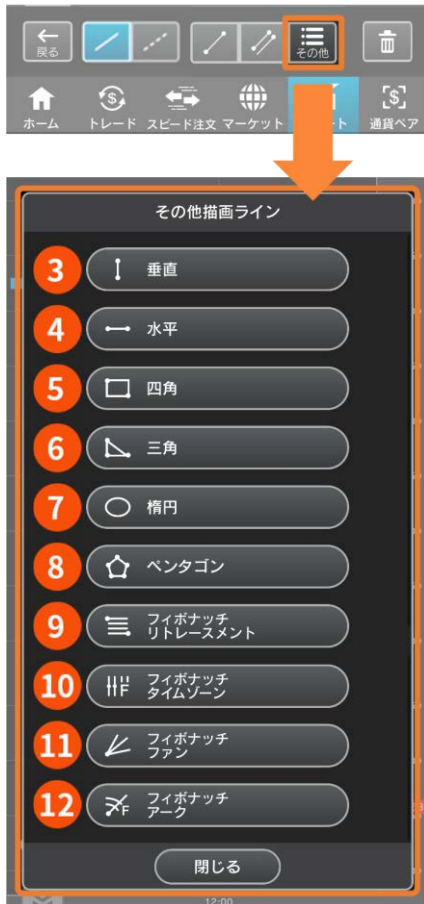 戻る
その他
ホーム トレード スピード注文 マーケット ト 通貨ペア
その他描画ライン
3 垂直
4 水平
5 四角
6 三角
7 楕円
8 ペンタゴン
9 フィボナッチ
リトレースメント
10 フィボナッチ
タイムゾーン
11 フィボナッチ
ファン
12 フィボナッチ
アーク
閉じる
12:00